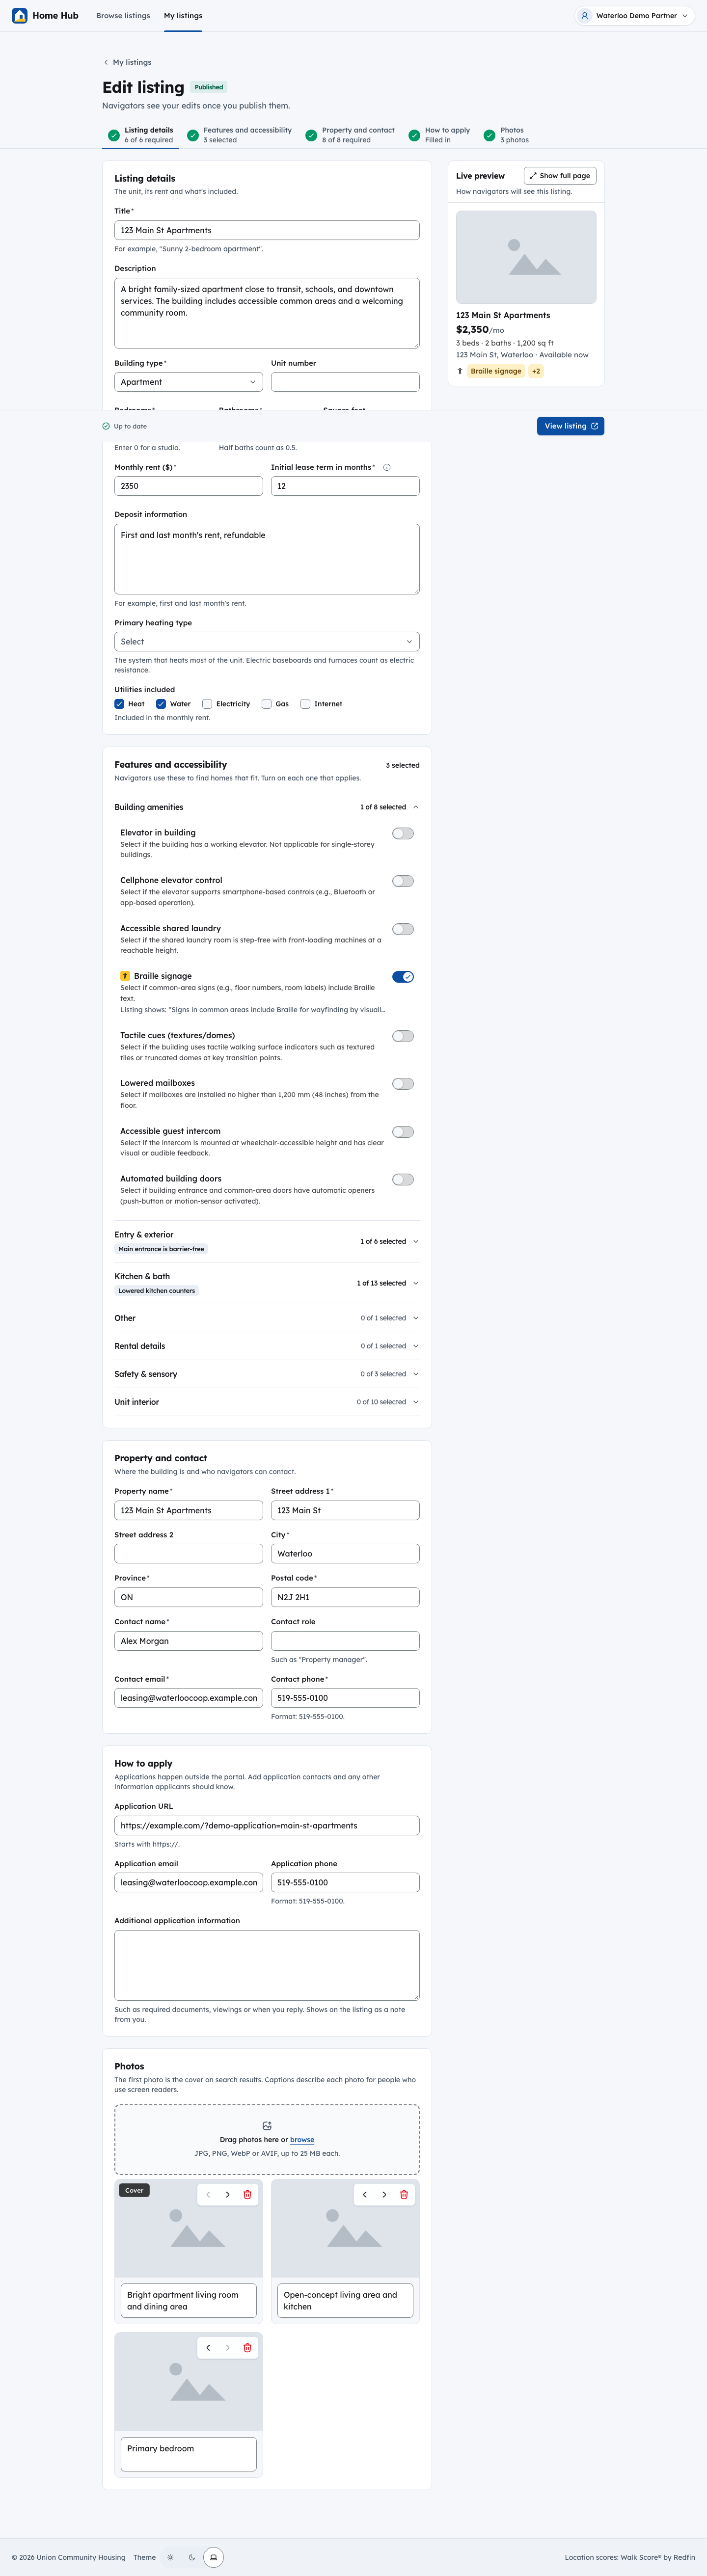 Home Hub
Browse listings
My listings
Waterloo Demo Partner
My listings
Edit listing
Published
Navigators see your edits once you publish them.
Listing details
6 of 6 required
Features and accessibility
3 selected
Property and contact
8 of 8 required
How to apply
Filled in
Photos
3 photos
Listing details
The unit, its rent and what's included.
Title*
123 Main St Apartments
For example, "Sunny 2-bedroom apartment".
Description
A bright family-sized apartment close to transit, schools, and downtown
services. The building includes accessible common areas and a welcoming
community room.
Building type*
Unit number
Apartment
Live preview
Show full page
How navigators will see this listing.
123 Main St Apartments
$2,350/mo
3 beds · 2 baths · 1,200 sq ft
123 Main St, Waterloo · Available now
Braille signage
+2
Bedrooms*
Bathrooms*
Square feet
Up to date
View listing
Enter 0 for a studio.
Half baths count as 0.5.
Monthly rent ($)*
Initial lease term in months*
2350
12
Deposit information
First and last month's rent, refundable
For example, first and last month's rent.
Primary heating type
Select
The system that heats most of the unit. Electric baseboards and furnaces count as electric
resistance.
Utilities included
Heat
Water
Electricity
Gas
Internet
Included in the monthly rent.
Features and accessibility
3 selected
Navigators use these to find homes that fit. Turn on each one that applies.
Building amenities
1 of 8 selected
Elevator in building
Select if the building has a working elevator. Not applicable for single-storey
buildings.
Cellphone elevator control
Select if the elevator supports smartphone-based controls (e.g., Bluetooth or
app-based operation).
Accessible shared laundry
Select if the shared laundry room is step-free with front-loading machines at a
reachable height.
Braille signage
Select if common-area signs (e.g., floor numbers, room labels) include Braille
text.
Listing shows: "Signs in common areas include Braille for wayfinding by visuall...
Tactile cues (textures/domes)
Select if the building uses tactile walking surface indicators such as textured
tiles or truncated domes at key transition points.
Lowered mailboxes
Select if mailboxes are installed no higher than 1,200 mm (48 inches) from the
floor.
Accessible guest intercom
Select if the intercom is mounted at wheelchair-accessible height and has clear
visual or audible feedback.
Automated building doors
Select if building entrance and common-area doors have automatic openers
(push-button or motion-sensor activated).
Entry & exterior
Main entrance is barrier-free
1 of 6 selected
Kitchen & bath
Lowered kitchen counters
1 of 13 selected
Other
0 of 1 selected
Rental details
0 of 1 selected
Safety & sensory
0 of 3 selected
Unit interior
0 of 10 selected
Property and contact
Where the building is and who navigators can contact.
Property name*
Street address 1*
123 Main St Apartments
123 Main St
Street address 2
City*
Waterloo
Province*
Postal code*
ON
N2J 2H1
Contact name*
Contact role
Alex Morgan
Such as "Property manager".
Contact email*
Contact phone*
leasing@waterloocoop.example.con
519-555-0100
Format: 519-555-0100.
How to apply
Applications happen outside the portal. Add application contacts and any other
information applicants should know.
Application URL
https://example.com/?demo-application=main-st-apartments
Starts with https://.
Application email
Application phone
leasing@waterloocoop.example.con
519-555-0100
Format: 519-555-0100.
Additional application information
Such as required documents, viewings or when you reply. Shows on the listing as a note
from you.
Photos
The first photo is the cover on search results. Captions describe each photo for people who
use screen readers.
Drag photos here or browse
JPG, PNG, WebP or AVIF, up to 25 MB each.
Cover
Bright apartment living room
and dining area
Open-concept living area and
kitchen
Primary bedroom
© 2026 Union Community Housing
Theme
Location scores: Walk Score® by Redfin